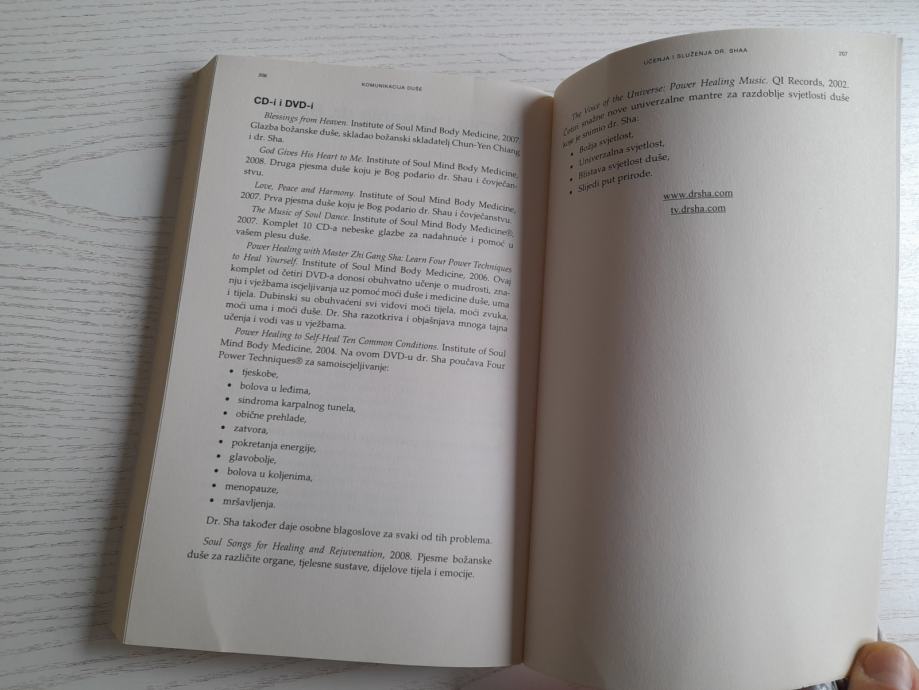 206
KOMUNIKACIJA DUŠE
CD-i i DVD-i
Blessings from Heaven. Institute of Soul Mind Body Medicine, 2007.
Glazba božanske duše, skladao božanski skladatelj Chun-Yen Chiang
i dr. Sha.
God Gives His Heart to Me. Institute of Soul Mind Body Medicine,
2008. Druga pjesma duše koju je Bog podario dr. Shau i čovječan-
stvu.
Love, Peace and Harmony. Institute of Soul Mind Body Medicine,
2007. Prva pjesma duše koju je Bog podario dr. Shau i čovječanstvu.
The Music of Soul Dance. Institute of Soul Mind Body Medicine®,
2007. Komplet 10 CD-a nebeske glazbe za nadahnuće i pomoć u
vašem plesu duše.
Power Healing with Master Zhi Gang Sha: Learn Four Power Techniques
to Heal Yourself. Institute of Soul Mind Body Medicine, 2006. Ovaj
komplet od četiri DVD-a donosi obuhvatno učenje o mudrosti, zna-
nju i vježbama iscjeljivanja uz pomoć moći duše i medicine duše, uma
i tijela. Dubinski su obuhvaćeni svi vidovi moći tijela, moći zvuka,
moći uma i moći duše. Dr. Sha razotkriva i objašnjava mnoga tajna
učenja i vodi vas u vježbama.
Power Healing to Self-Heal Ten Common Conditions. Institute of Soul
Mind Body Medicine, 2004. Na ovom DVD-u dr. Sha poučava Four
Power Techniques® za samoiscjeljivanje:
• tjeskobe,
• bolova u leđima,
• sindroma karpalnog tunela,
• obične prehlade,
• zatvora,
• pokretanja energije,
• glavobolje,
• bolova u koljenima,
• menopauze,
• mršavljenja.
Dr. Sha također daje osobne blagoslove za svaki od tih problema.
Soul Songs for Healing and Rejuvenation, 2008. Pjesme božanske
duše za različite organe, tjelesne sustave, dijelove tijela i emocije.
UČENJA I SLUŽENJA DR. SHAA
207
The Voice of the Universe: Power Healing Music. QI Records, 2002.
Četiri snažne nove univerzalne mantre za razdoblje svjetlosti duše
koje je snimio dr. Sha:
• Božja svjetlost,
• Univerzalna svjetlost,
• Blistava svjetlost duše,
• Slijedi put prirode.
www.drsha.com
tv.drsha.com